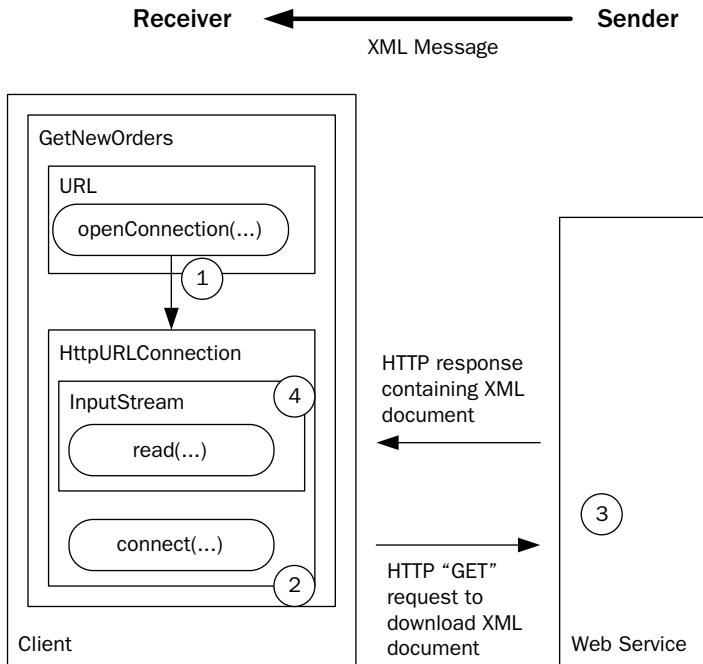 Receiver
Sender
XML Message
GetNewOrders
URL
openConnection(...)
1
HttpURLConnection
4
InputStream
read(...)
connect(...)
2
Client
HTTP response
containing XML
document
3
HTTP “GET”
request to
download XML
document
Web Service